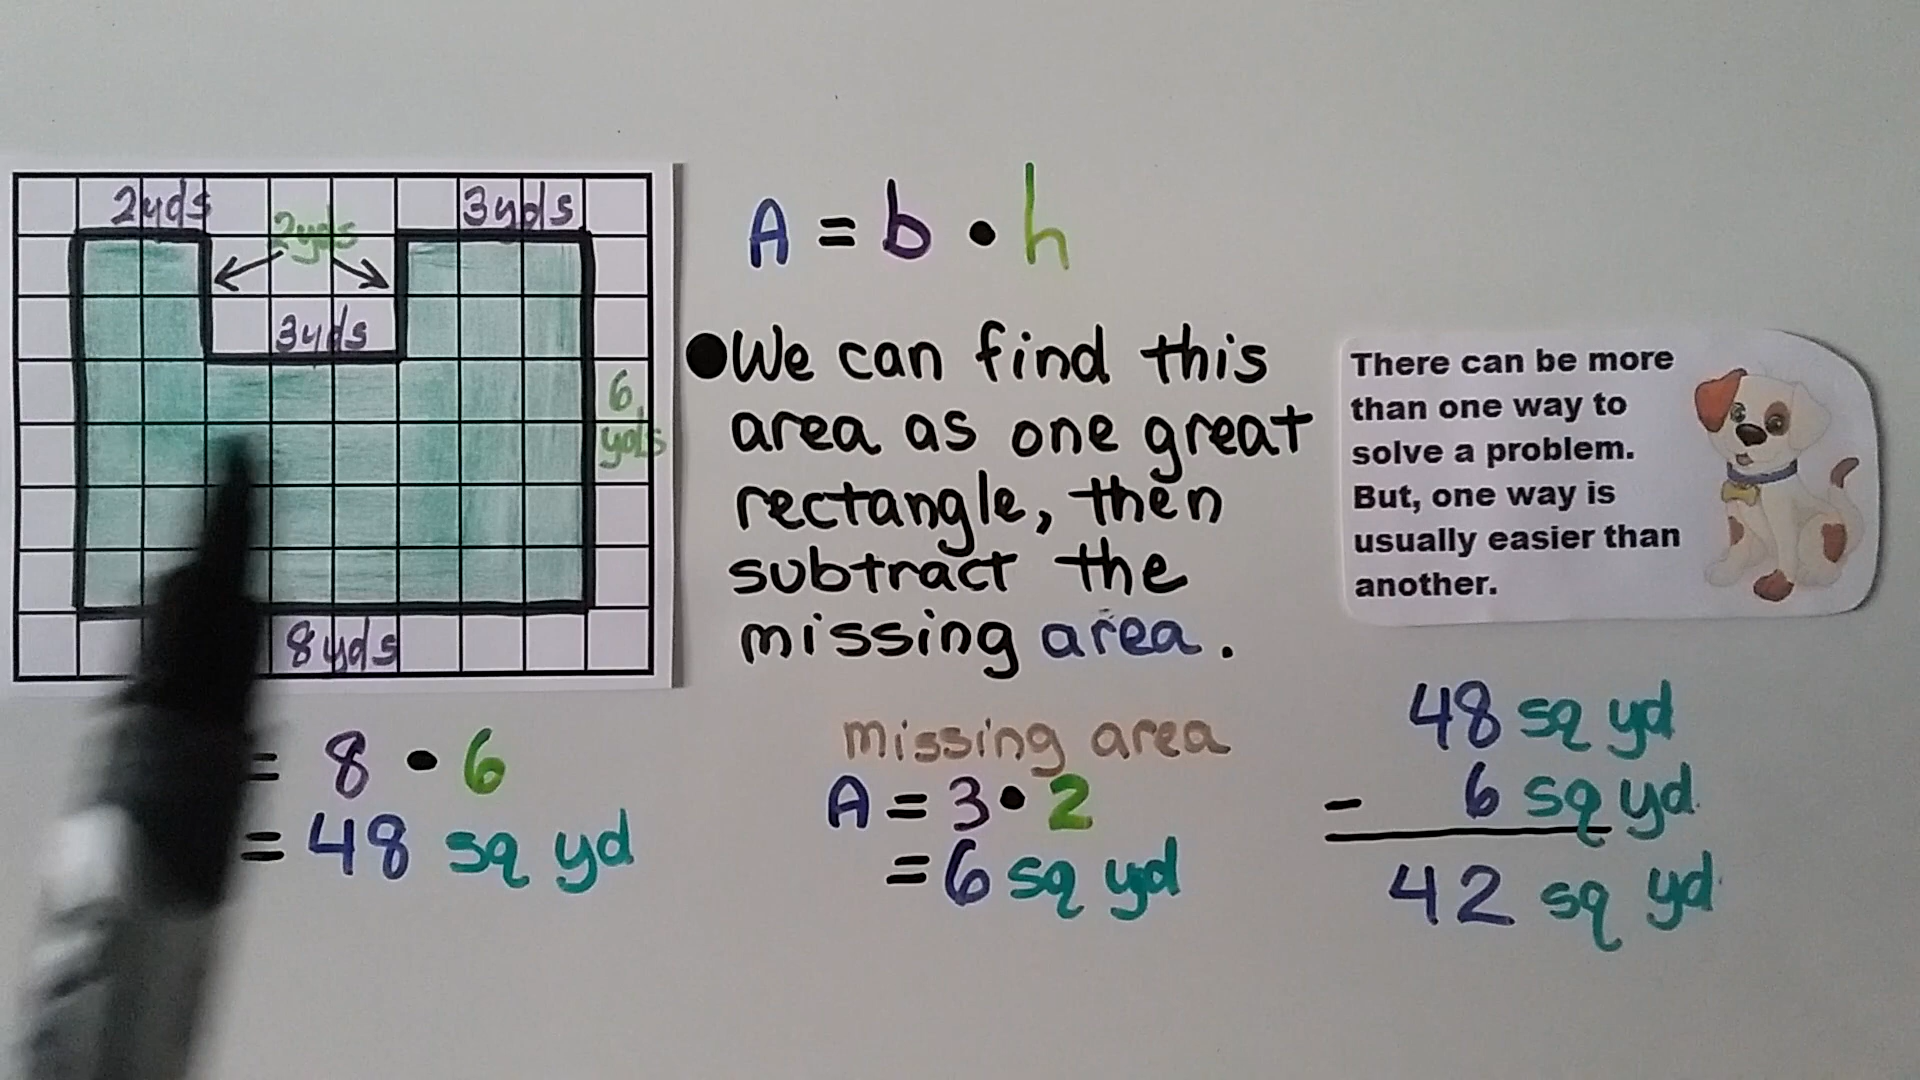 2yds
3yds
2yds
3yds
6
yds
8yds
A = b • h
•We can find this
area as one great
rectangle, then
subtract the
missing area.
There can be more
than one way to
solve a problem.
But, one way is
usually easier than
another.
= 8 • 6
= 48 sq yd
missing area
A = 3 • 2
= 6 sq yd
48 sq yd
- 6 sq yd.
42 sq yd.